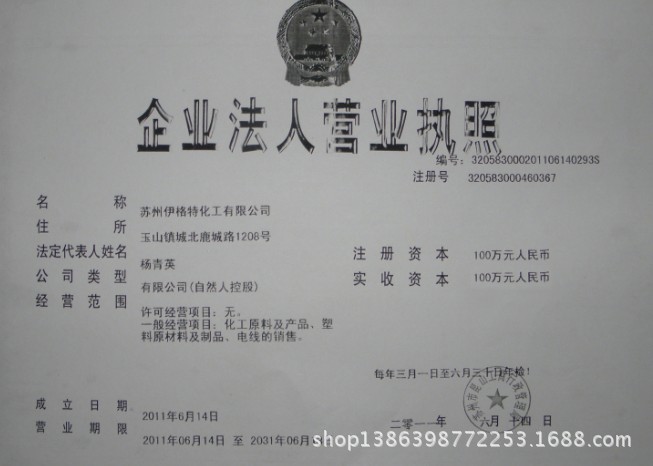 企业法人营业执照
编号: 320583000201106140293S
注册号 320583000460367
名称 苏州伊格特化工有限公司
住所 玉山镇城北鹿城路1208号
法定代表人姓名 杨青英
注册资本 100万元人民币
公司类型 有限公司(自然人控股)
实收资本 100万元人民币
经营范围 许可经营项目: 无。
一般经营项目: 化工原料及产品、塑
料原材料及制品、电线的销售。
每年三月一日至六月三十日年检!
成立日期 2011年6月14日
二零一一年 六月十四日
营业期限 2011年06月14日 至 2031年06月
shop1863998772253.1688.com